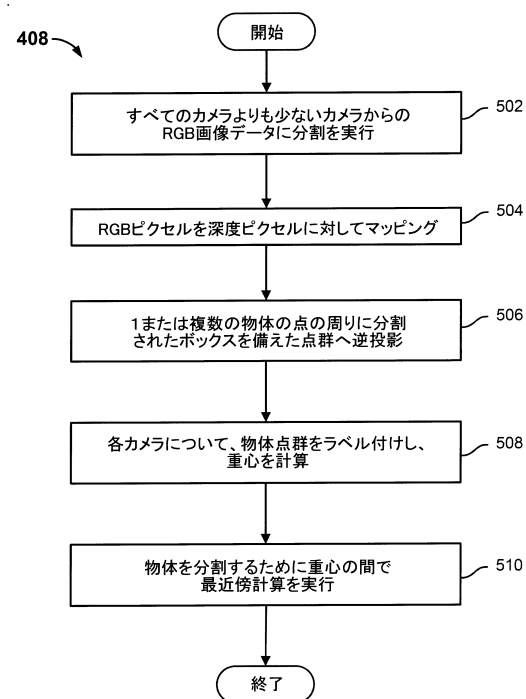 408
開始
すべてのカメラよりも少ないカメラからの
RGB画像データに分割を実行
502
RGBピクセルを深度ピクセルに対してマッピング
504
1または複数の物体の点の周りに分割
されたボックスを備えた点群へ逆投影
506
各カメラについて、物体点群をラベル付けし、
重心を計算
508
物体を分割するために重心の間で
最近傍計算を実行
510
終了